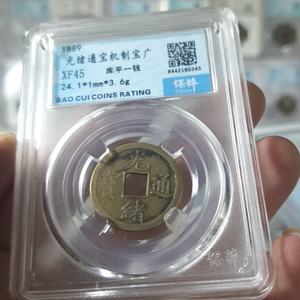 1889
光绪通宝机制宝广
XF45 库平一钱
24.1*1mm*3.6g
BAO CUI COINS RATING
8442180245
保粹
光緒通寶